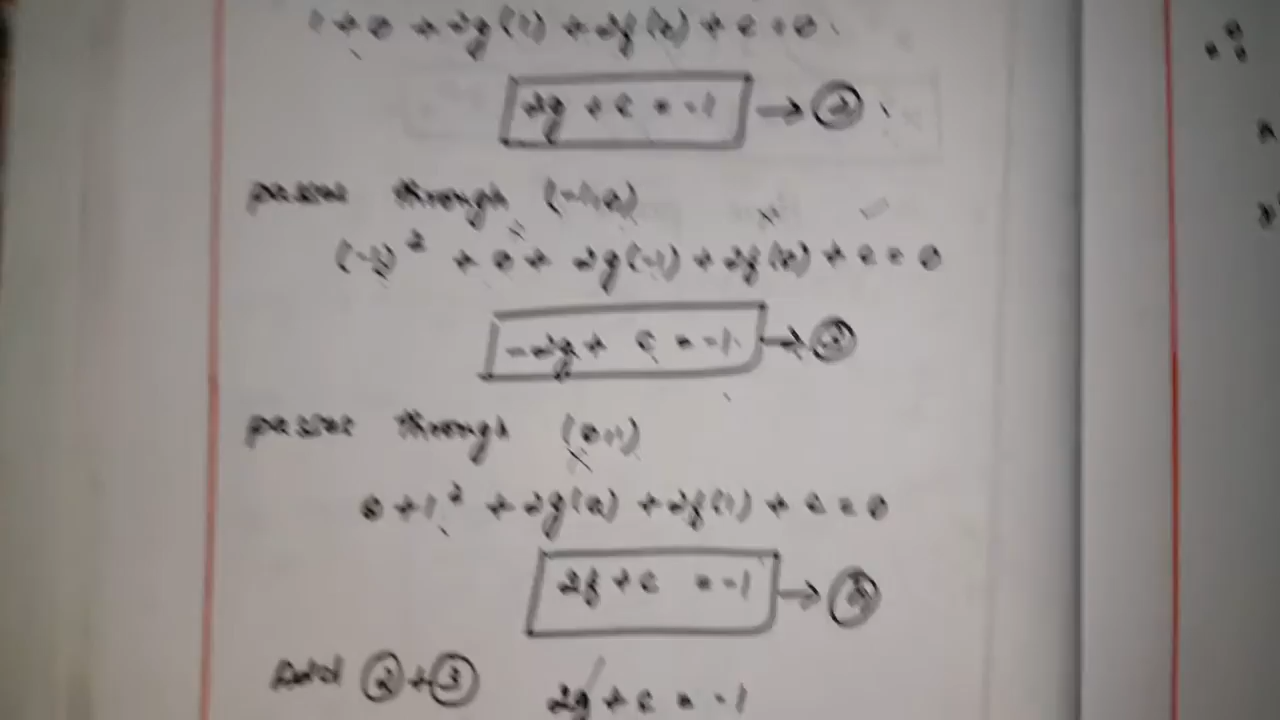 1 + 0 + 2g(1) + 2f(0) + c = 0.
2g + c = -1 → ②
passes through (-1,0)
(-1)² + 0 + 2g(-1) + 2f(0) + c = 0
-2g + c = -1 → ③
passes through (0,1)
0 + 1² + 2g(0) + 2f(1) + c = 0
2f + c = -1 → ④
Add ② + ③ 2g + c = -1